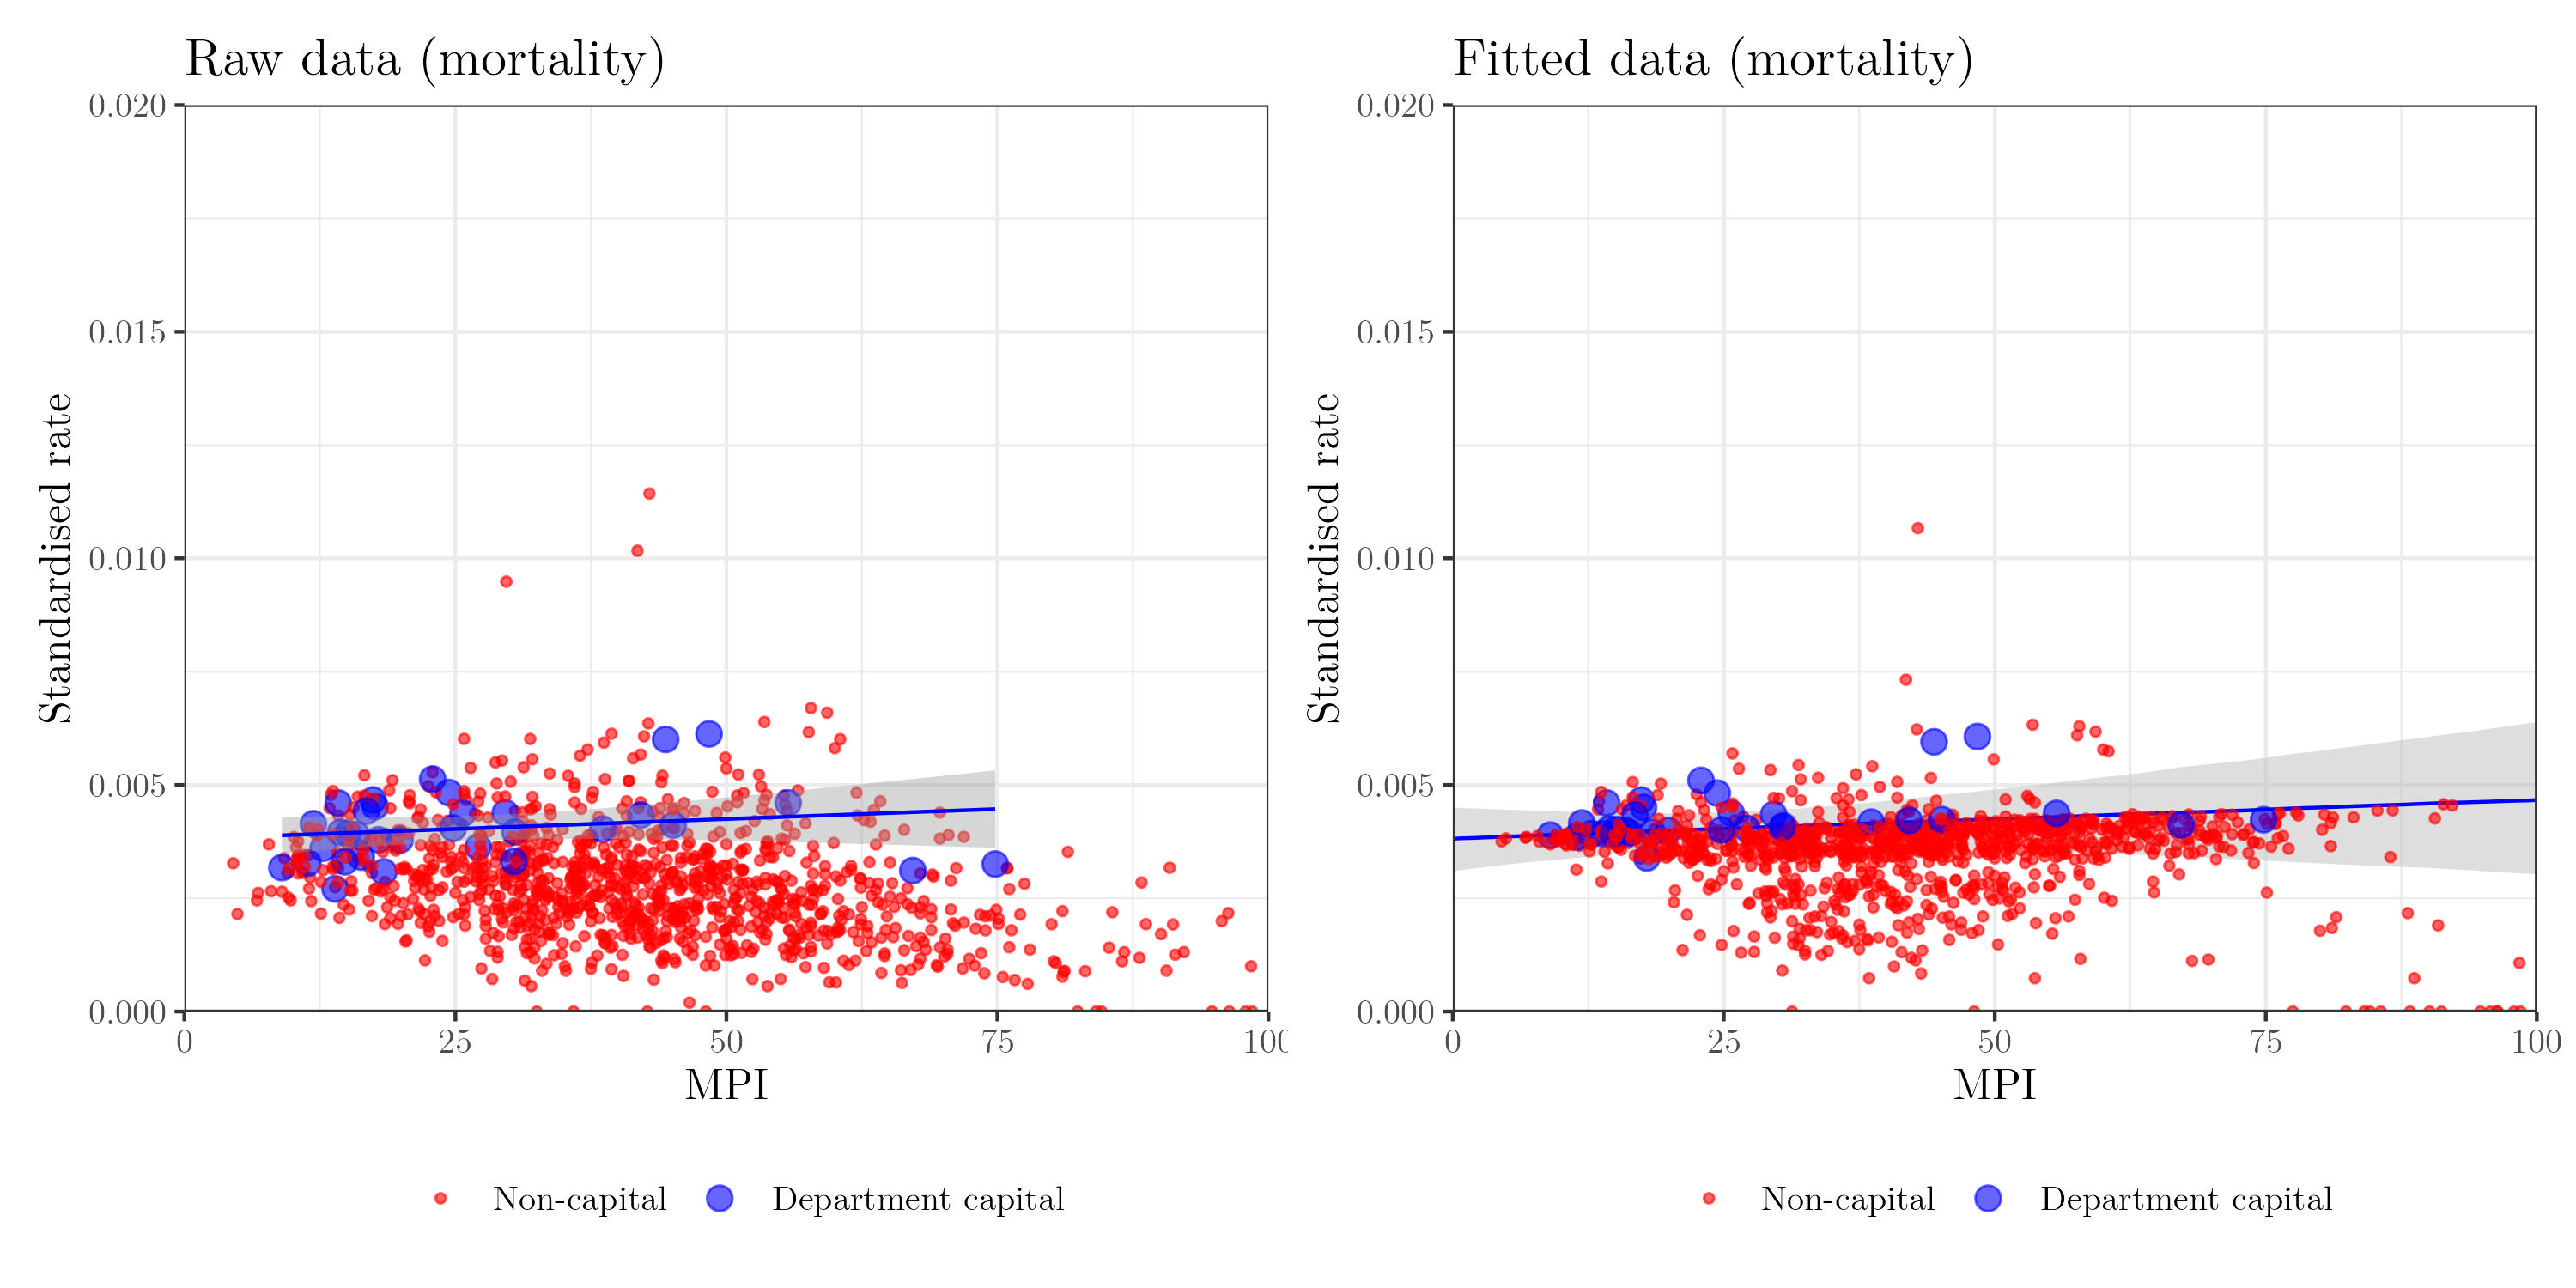 Raw data (mortality)
0.020
0.015
0.010
0.005
0.000
Standardised rate
0
25
50
75
100
MPI
Non-capital
Department capital
Fitted data (mortality)
0.020
0.015
0.010
0.005
0.000
Standardised rate
0
25
50
75
100
MPI
Non-capital
Department capital